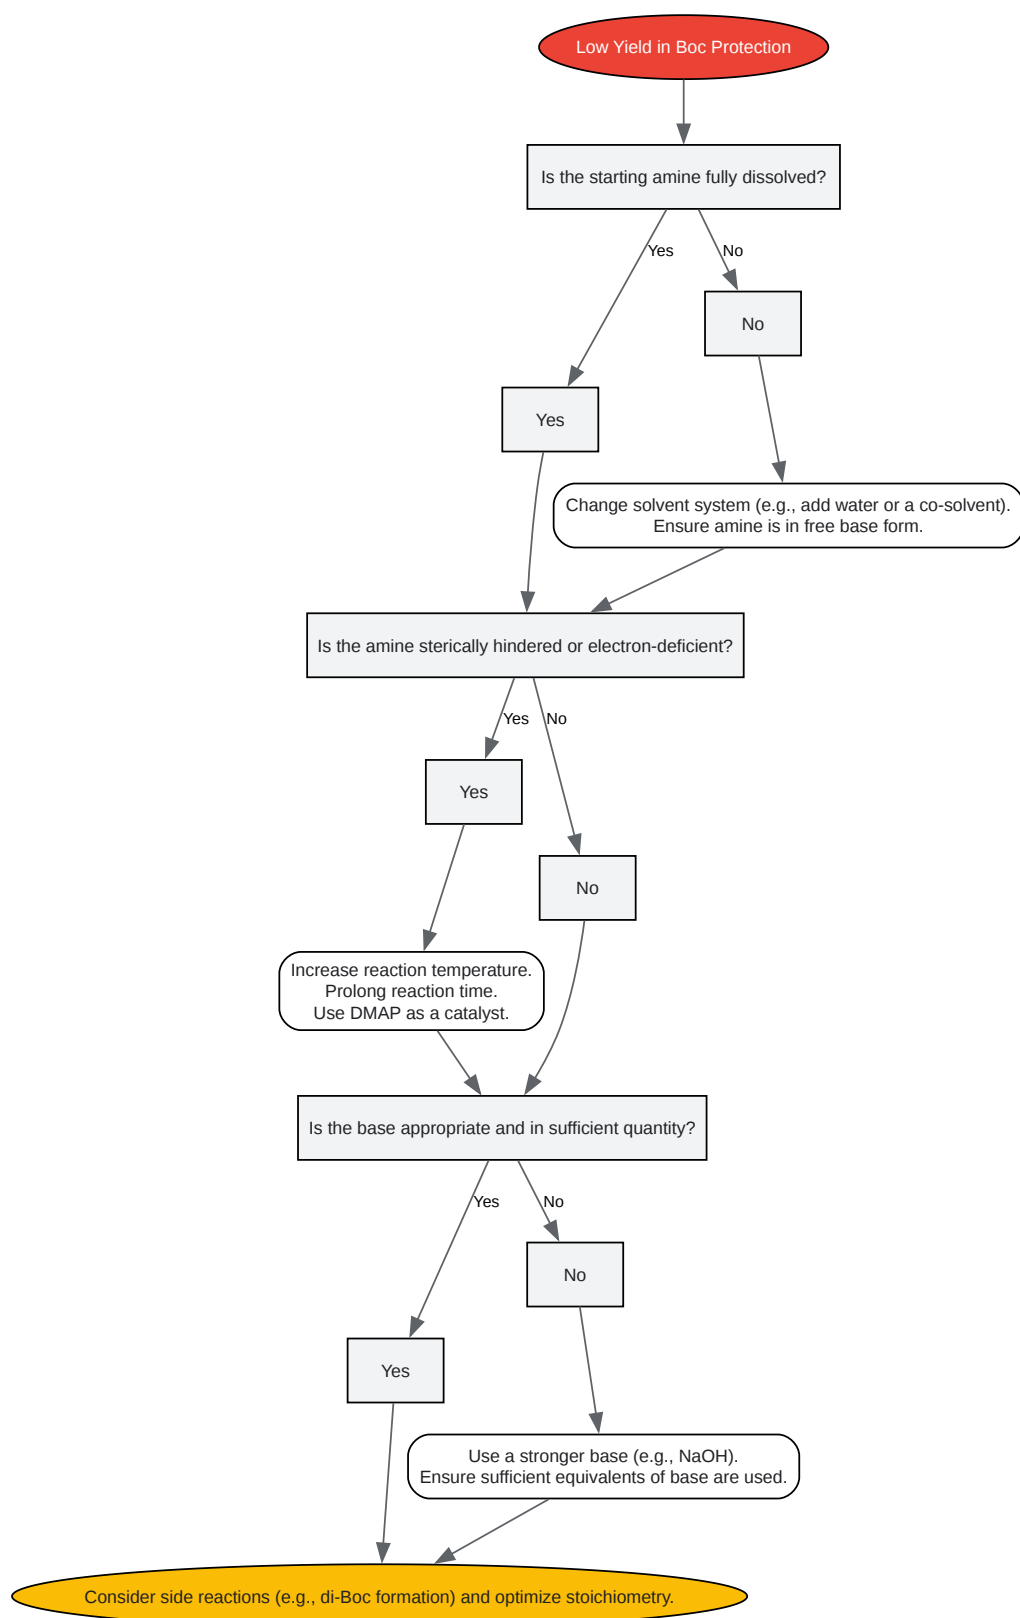 Low Yield in Boc Protection
Is the starting amine fully dissolved?
Yes
No
No
Yes
Change solvent system (e.g., add water or a co-solvent).
Ensure amine is in free base form.
Is the amine sterically hindered or electron-deficient?
Yes
No
Yes
No
Increase reaction temperature.
Prolong reaction time.
Use DMAP as a catalyst.
Is the base appropriate and in sufficient quantity?
Yes
No
No
Yes
Use a stronger base (e.g., NaOH).
Ensure sufficient equivalents of base are used.
Consider side reactions (e.g., di-Boc formation) and optimize stoichiometry.